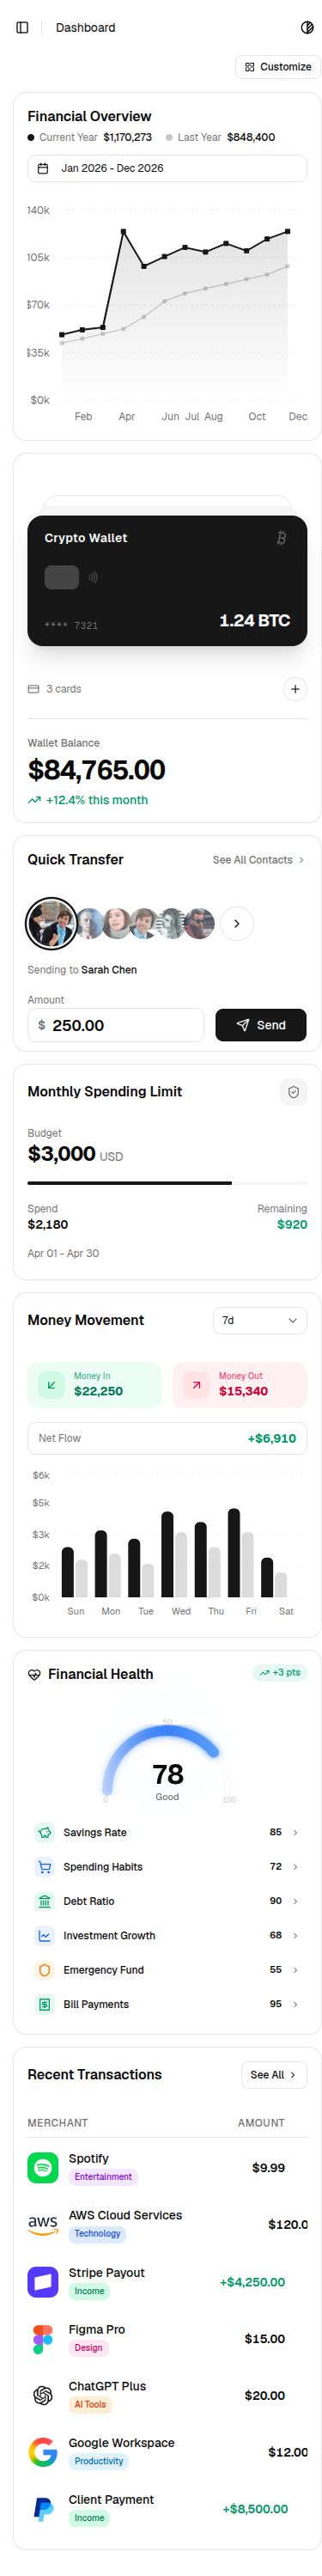 Dashboard
Customize
Financial Overview
Current Year $1,170,273 Last Year $848,400
Jan 2026 - Dec 2026
140k
105k
$70k
$35k
$0k
Feb Apr Jun Jul Aug Oct Dec
Crypto Wallet
**** 7321
1.24 BTC
3 cards
Wallet Balance
$84,765.00
+12.4% this month
Quick Transfer
See All Contacts
Sending to Sarah Chen
Amount
$ 250.00
Send
Monthly Spending Limit
Budget
$3,000 USD
Spend Remaining
$2,180 $920
Apr 01 - Apr 30
Money Movement
7d
Money In
$22,250
Money Out
$15,340
Net Flow +$6,910
$6k
$5k
$3k
$2k
$0k
Sun Mon Tue Wed Thu Fri Sat
Financial Health
+3 pts
50
78
Good
0 100
Savings Rate 85
Spending Habits 72
Debt Ratio 90
Investment Growth 68
Emergency Fund 55
Bill Payments 95
Recent Transactions
See All
MERCHANT AMOUNT
Spotify
Entertainment
$9.99
aws
AWS Cloud Services
Technology
$120.0
Stripe Payout
Income
+$4,250.00
Figma Pro
Design
$15.00
ChatGPT Plus
AI Tools
$20.00
Google Workspace
Productivity
$12.00
Client Payment
Income
+$8,500.00